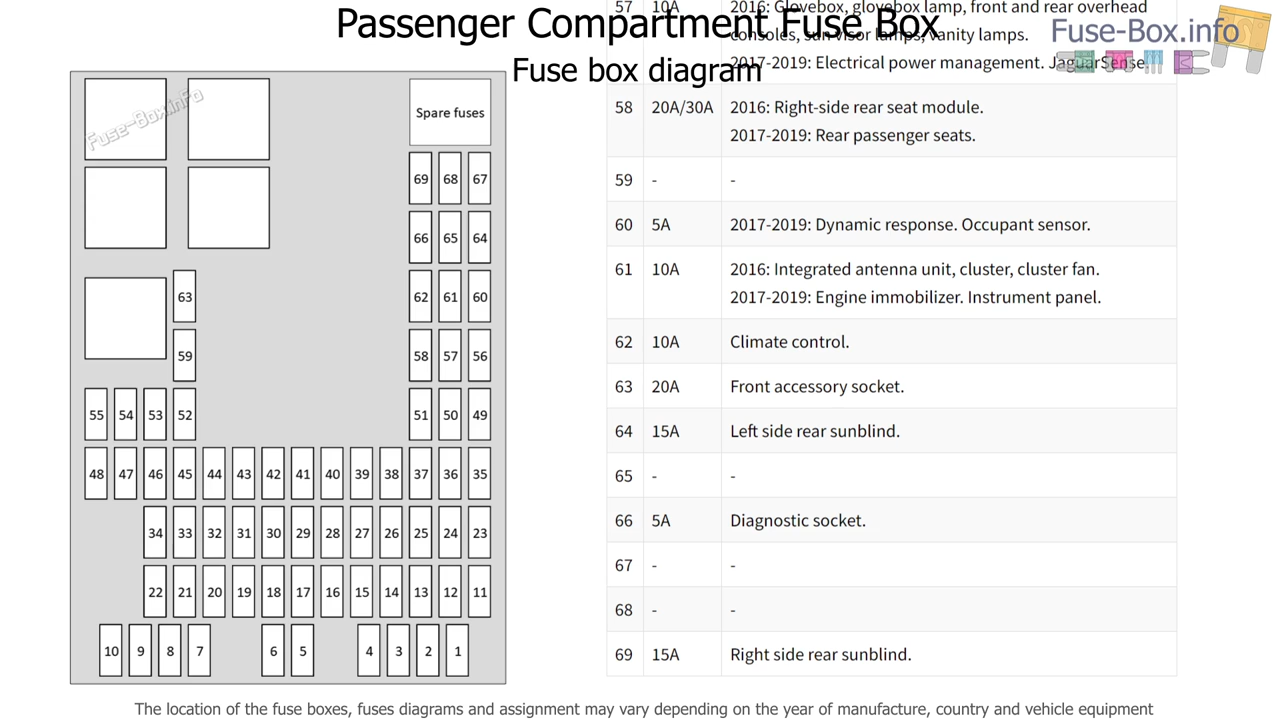 Passenger Compartment Fuse Box
Fuse box diagram
Fuse-Box.info
Fuse-Box.inFo
Spare fuses
69 68 67
66 65 64
63 62 61 60
59 58 57 56
55 54 53 52 51 50 49
48 47 46 45 44 43 42 41 40 39 38 37 36 35
34 33 32 31 30 29 28 27 26 25 24 23
22 21 20 19 18 17 16 15 14 13 12 11
10 9 8 7 6 5 4 3 2 1
57 10A 2016: Glovebox, glovebox lamp, front and rear overhead
consoles, sun visor lamps, vanity lamps.
2017-2019: Electrical power management. JaguarSense
58 20A/30A 2016: Right-side rear seat module.
2017-2019: Rear passenger seats.
59 - -
60 5A 2017-2019: Dynamic response. Occupant sensor.
61 10A 2016: Integrated antenna unit, cluster, cluster fan.
2017-2019: Engine immobilizer. Instrument panel.
62 10A Climate control.
63 20A Front accessory socket.
64 15A Left side rear sunblind.
65 - -
66 5A Diagnostic socket.
67 - -
68 - -
69 15A Right side rear sunblind.
The location of the fuse boxes, fuses diagrams and assignment may vary depending on the year of manufacture, country and vehicle equipment